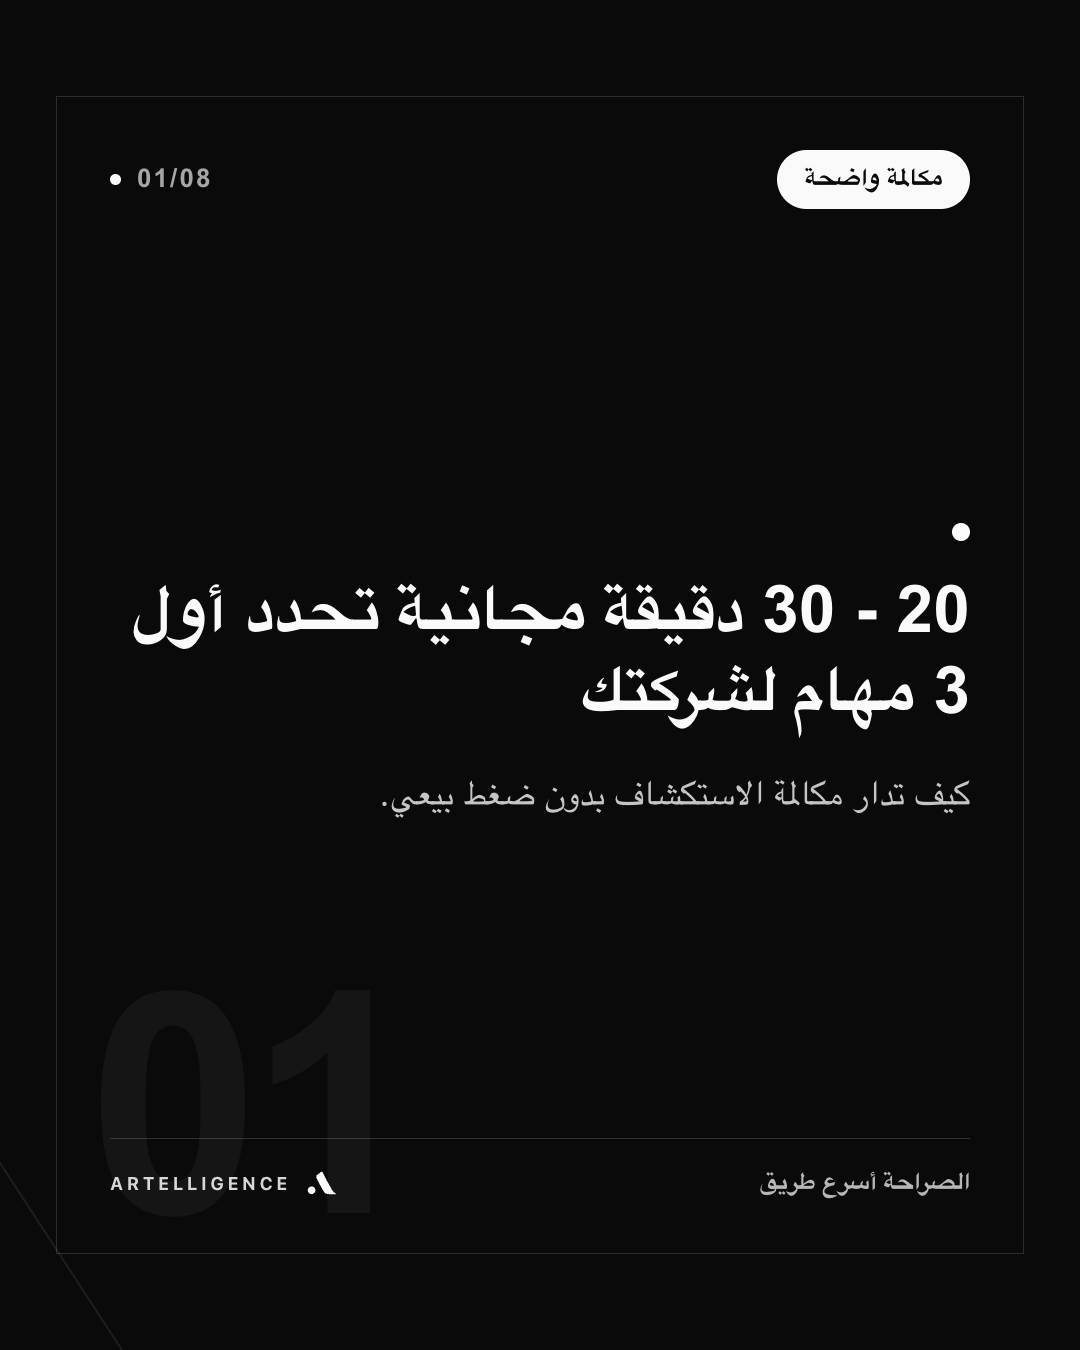 مكالمة واضحة
01/08
20 - 30 دقيقة مجانية تحدد أول
3 مهام لشركتك
كيف تدار مكالمة الاستكشاف بدون ضغط بيعي.
01
الصراحة أسرع طريق
ARTELLIGENCE